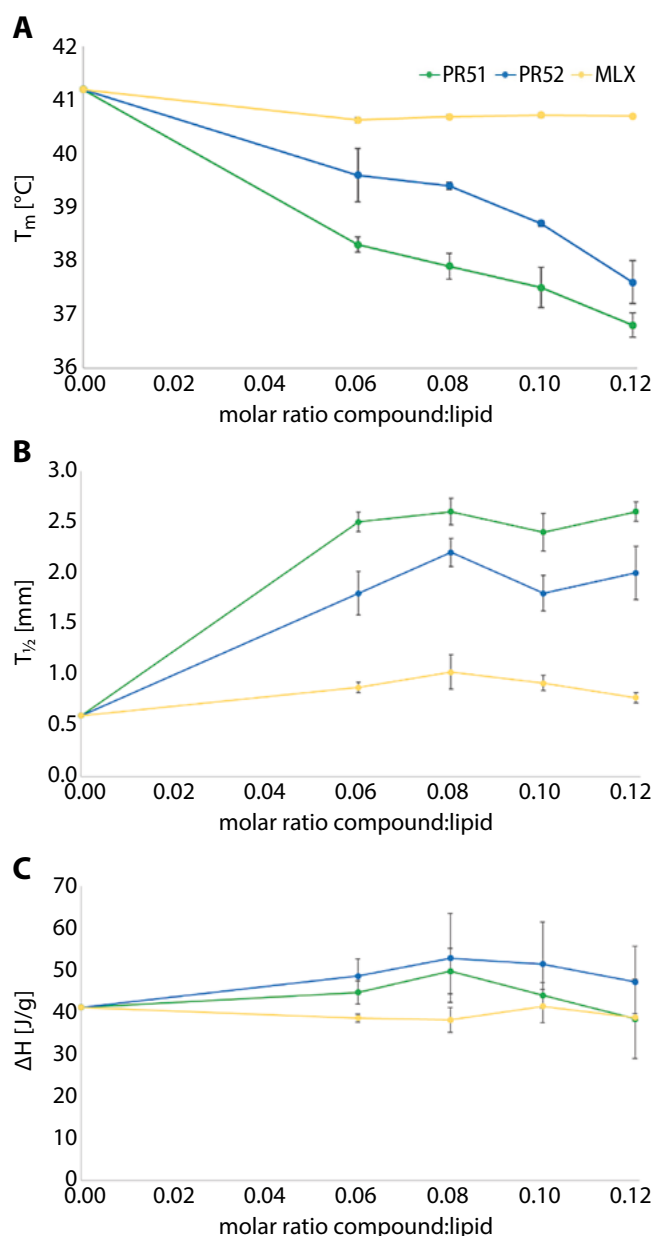 A
42
41
40
39
38
37
36
T_m [°C]
PR51 PR52 MLX
0.00 0.02 0.04 0.06 0.08 0.10 0.12
molar ratio compound:lipid
B
3.0
2.5
2.0
1.5
1.0
0.5
0.0
T_½ [mm]
0.00 0.02 0.04 0.06 0.08 0.10 0.12
molar ratio compound:lipid
C
70
60
50
40
30
20
10
0
ΔH [J/g]
0.00 0.02 0.04 0.06 0.08 0.10 0.12
molar ratio compound:lipid